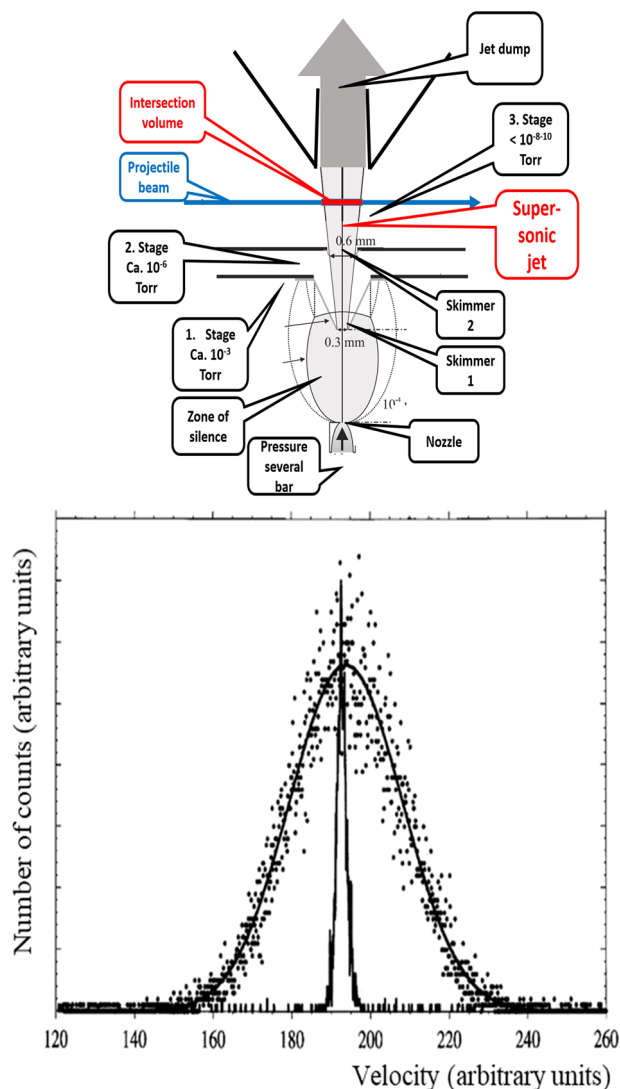 Jet dump
Intersection
volume
3. Stage
< 10-8-10
Torr
Projectile
beam
Super-
sonic
jet
0.6 mm
2. Stage
Ca. 10-6
Torr
Skimmer
2
1. Stage
Ca. 10-3
Torr
0.3 mm
Skimmer
1
Zone of
silence
10-4
Nozzle
Pressure
several
bar
Number of counts (arbitrary units)
120 140 160 180 200 220 240 260
Velocity (arbitrary units)